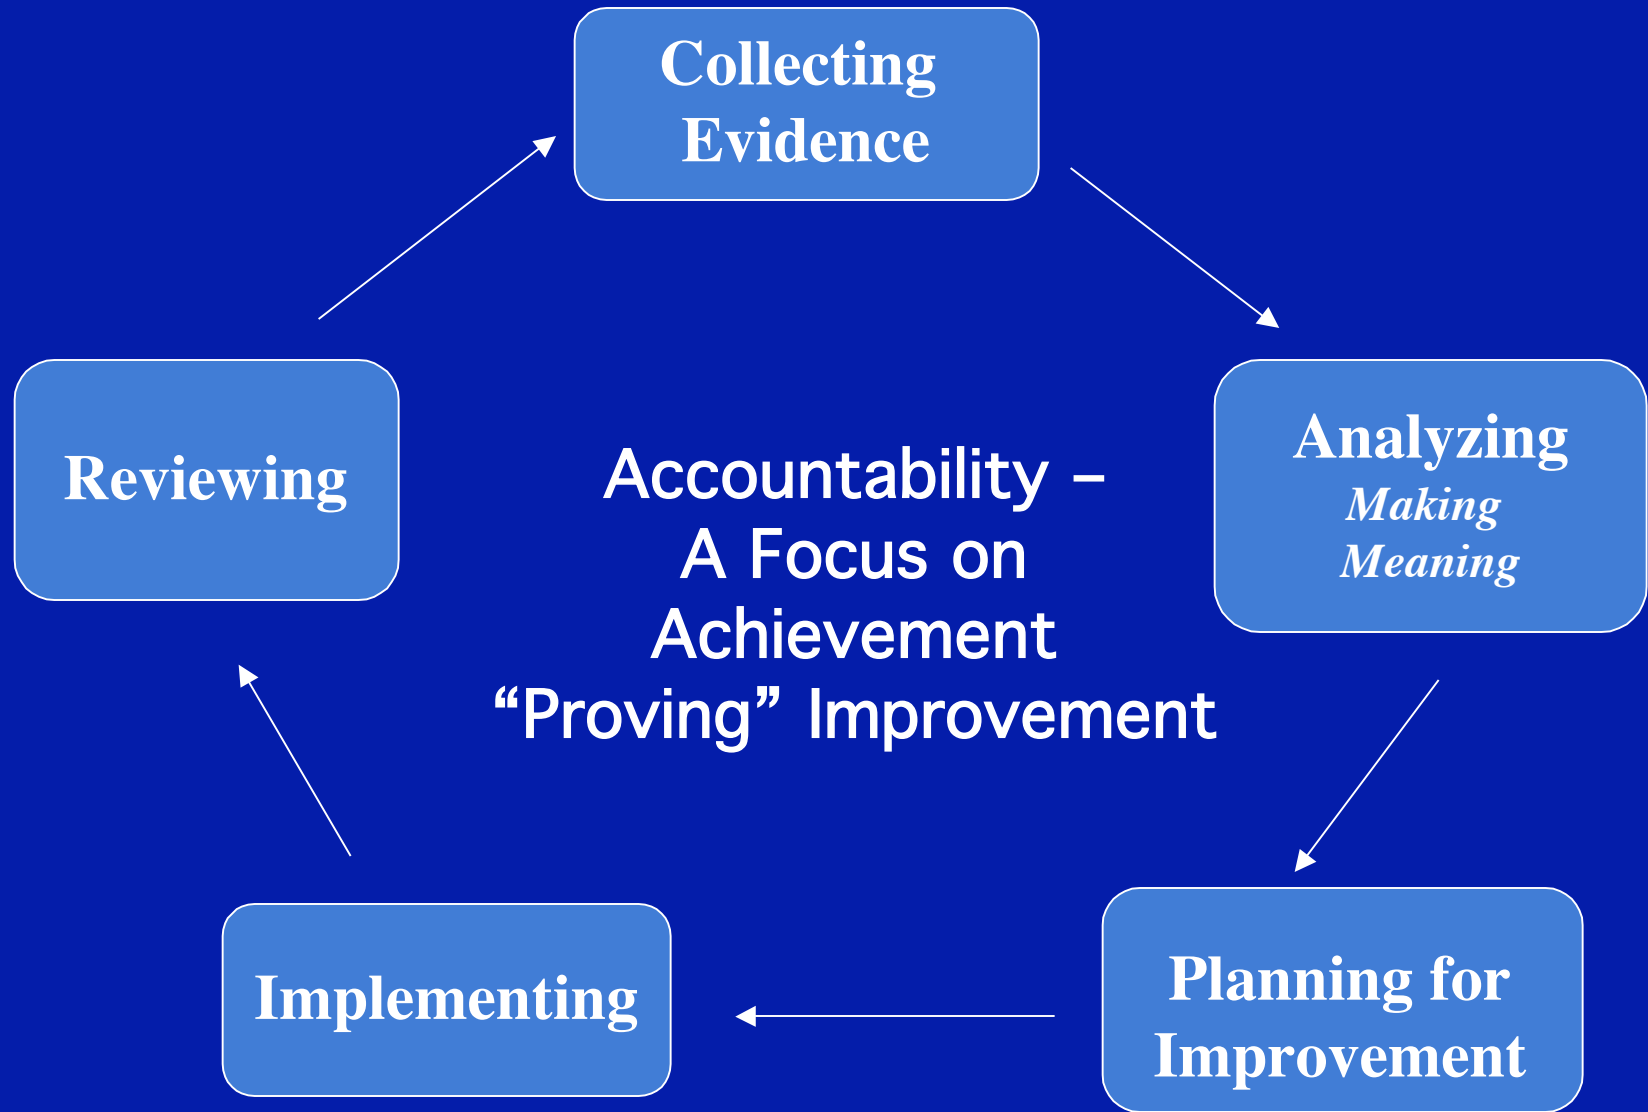 Collecting
Evidence
Analyzing
Making
Meaning
Reviewing
Accountability –
A Focus on
Achievement
“Proving” Improvement
Implementing
Planning for
Improvement